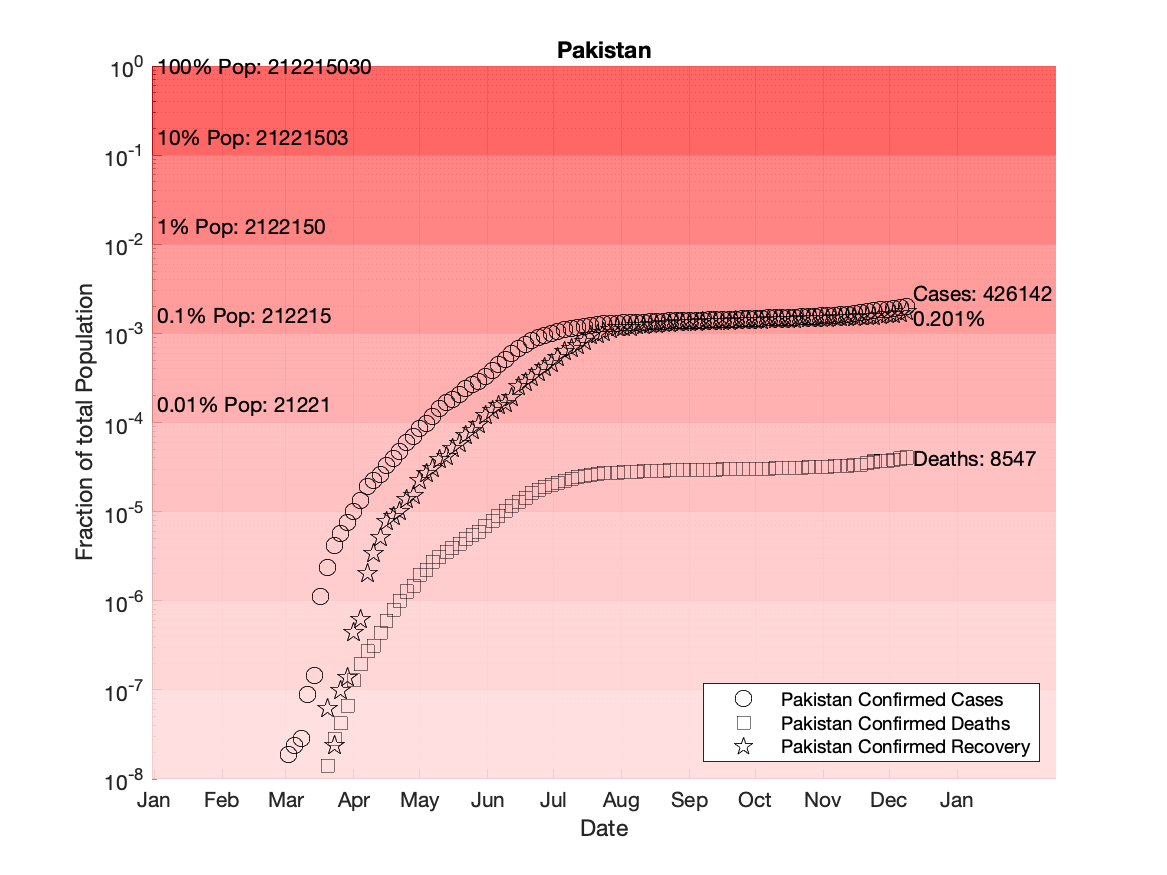 Pakistan
10^0
100% Pop: 212215030
10% Pop: 21221503
10^-1
1% Pop: 2122150
10^-2
Cases: 426142
0.1% Pop: 212215
0.201%
10^-3
0.01% Pop: 21221
10^-4
Deaths: 8547
10^-5
10^-6
10^-7
10^-8
Fraction of total Population
Pakistan Confirmed Cases
Pakistan Confirmed Deaths
Pakistan Confirmed Recovery
Jan Feb Mar Apr May Jun Jul Aug Sep Oct Nov Dec Jan
Date